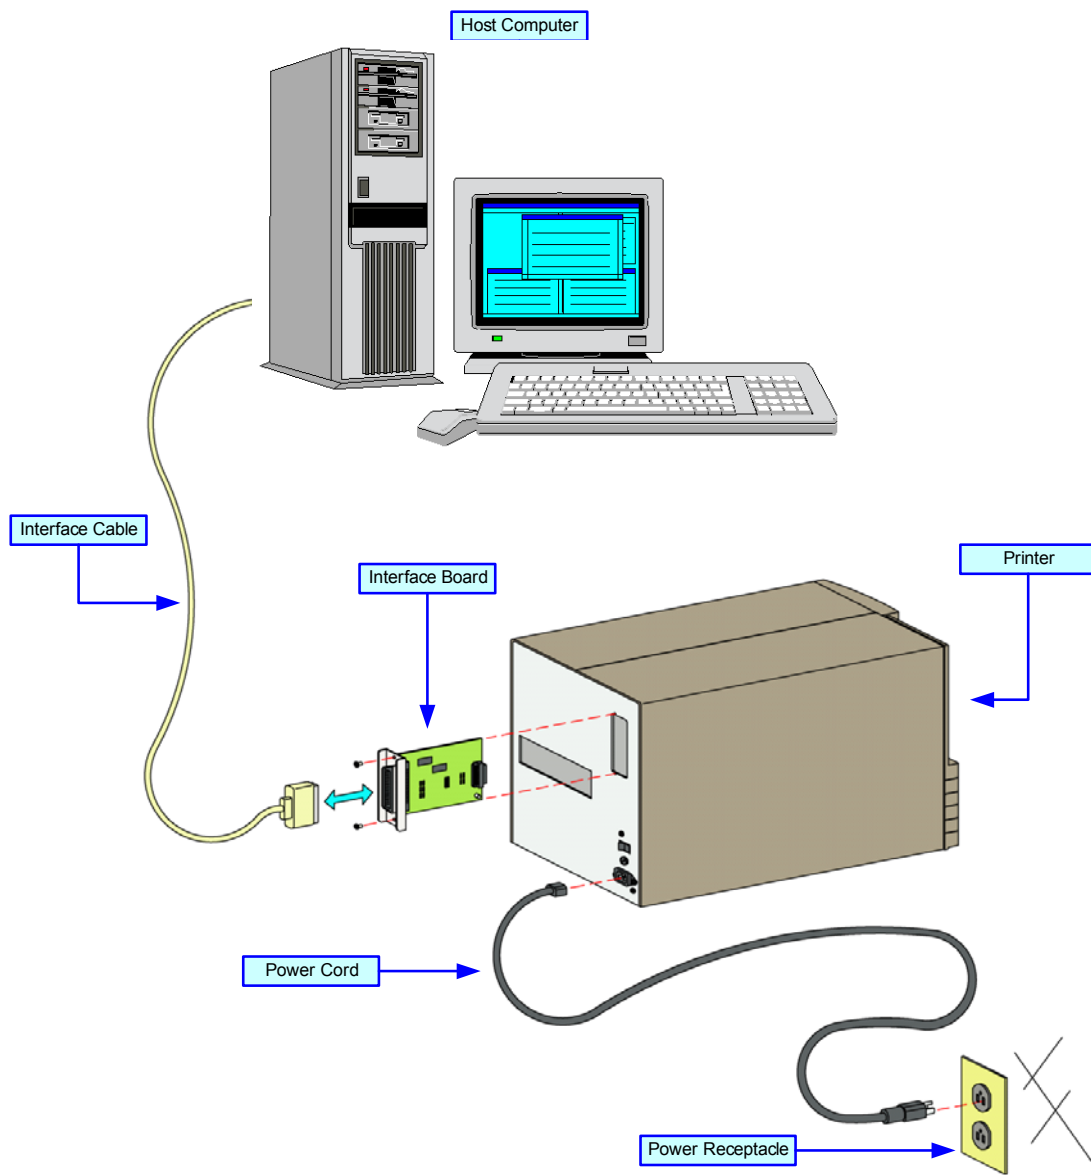 Host Computer
Interface Cable
Interface Board
Printer
Power Cord
Power Receptacle